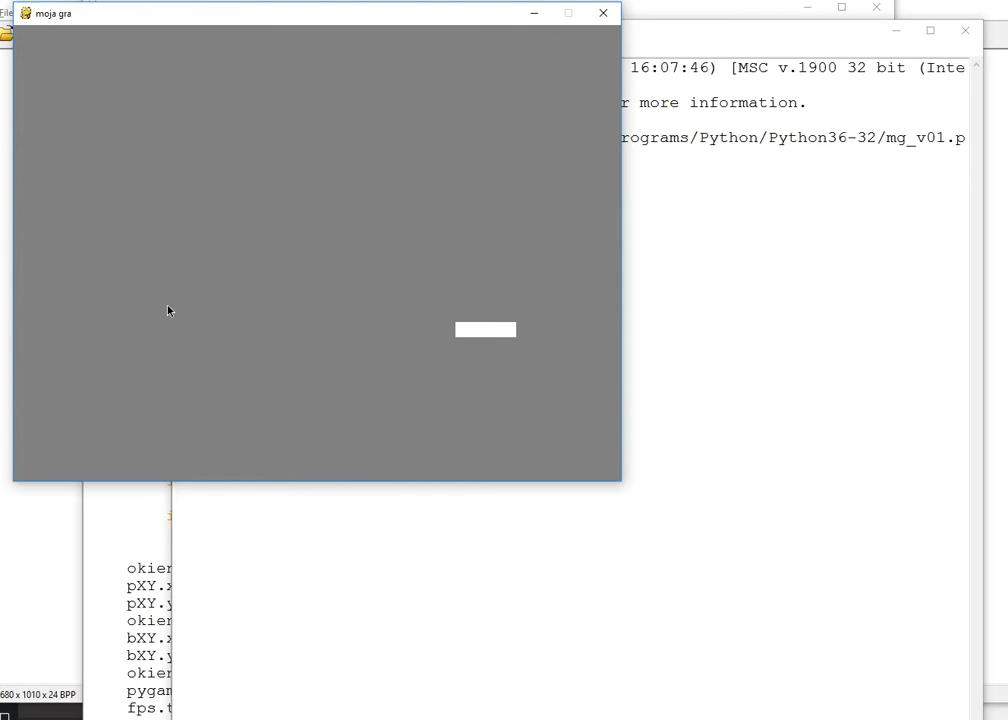 File
moja gra
16:07:46) [MSC v.1900 32 bit (Inte
r more information.
rograms/Python/Python36-32/mg_v01.p
okier
pXY.x
pXY.y
okier
bXY.x
bXY.y
okier
pygam
fps.t
680 x 1010 x 24 BPP